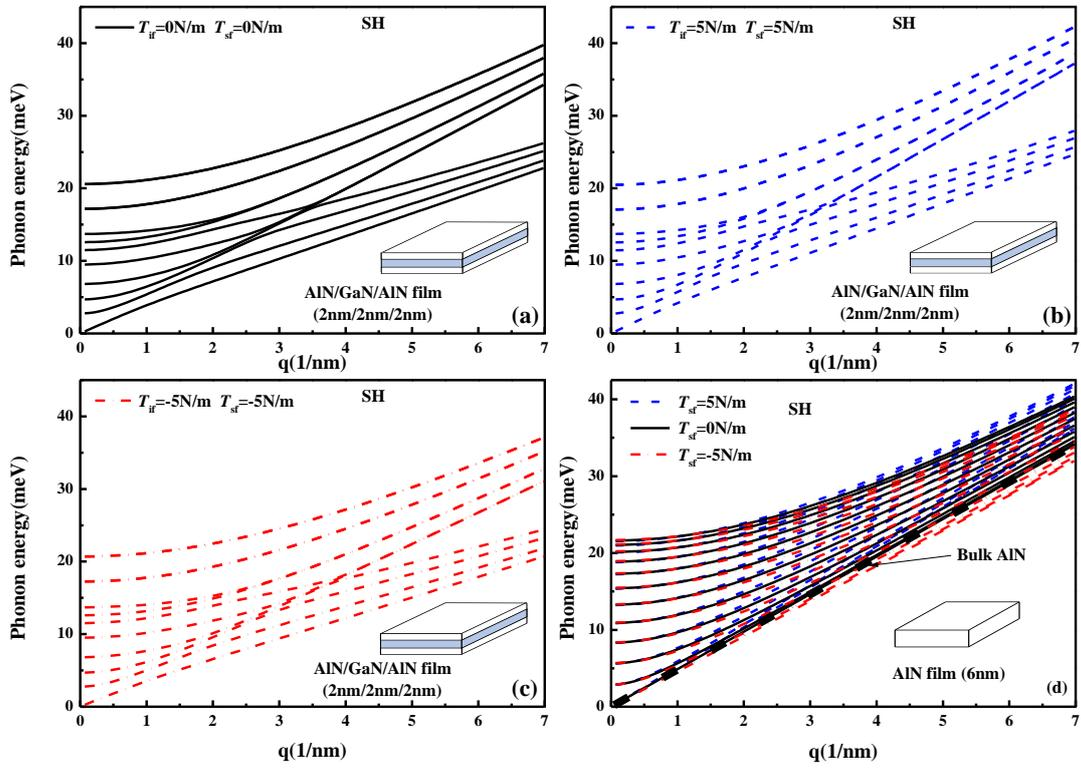 T_if=0N/m T_sf=0N/m
SH
40
30
20
10
0
Phonon energy(meV)
AlN/GaN/AlN film
(2nm/2nm/2nm)
(a)
0 1 2 3 4 5 6 7
q(1/nm)
T_if=5N/m T_sf=5N/m
SH
40
30
20
10
0
Phonon energy(meV)
AlN/GaN/AlN film
(2nm/2nm/2nm)
(b)
0 1 2 3 4 5 6 7
q(1/nm)
T_if=-5N/m T_sf=-5N/m
SH
40
30
20
10
0
Phonon energy(meV)
AlN/GaN/AlN film
(2nm/2nm/2nm)
(c)
0 1 2 3 4 5 6 7
q(1/nm)
T_sf=5N/m
T_sf=0N/m
T_sf=-5N/m
SH
40
30
20
10
0
Phonon energy(meV)
Bulk AlN
AlN film (6nm)
(d)
0 1 2 3 4 5 6 7
q(1/nm)